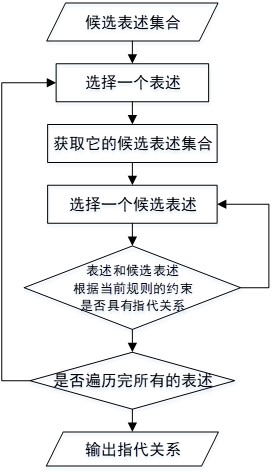 候选表述集合
选择一个表述
获取它的候选表述集合
选择一个候选表述
表述和候选表述
根据当前规则的约束
是否具有指代关系
是否遍历完所有的表述
输出指代关系